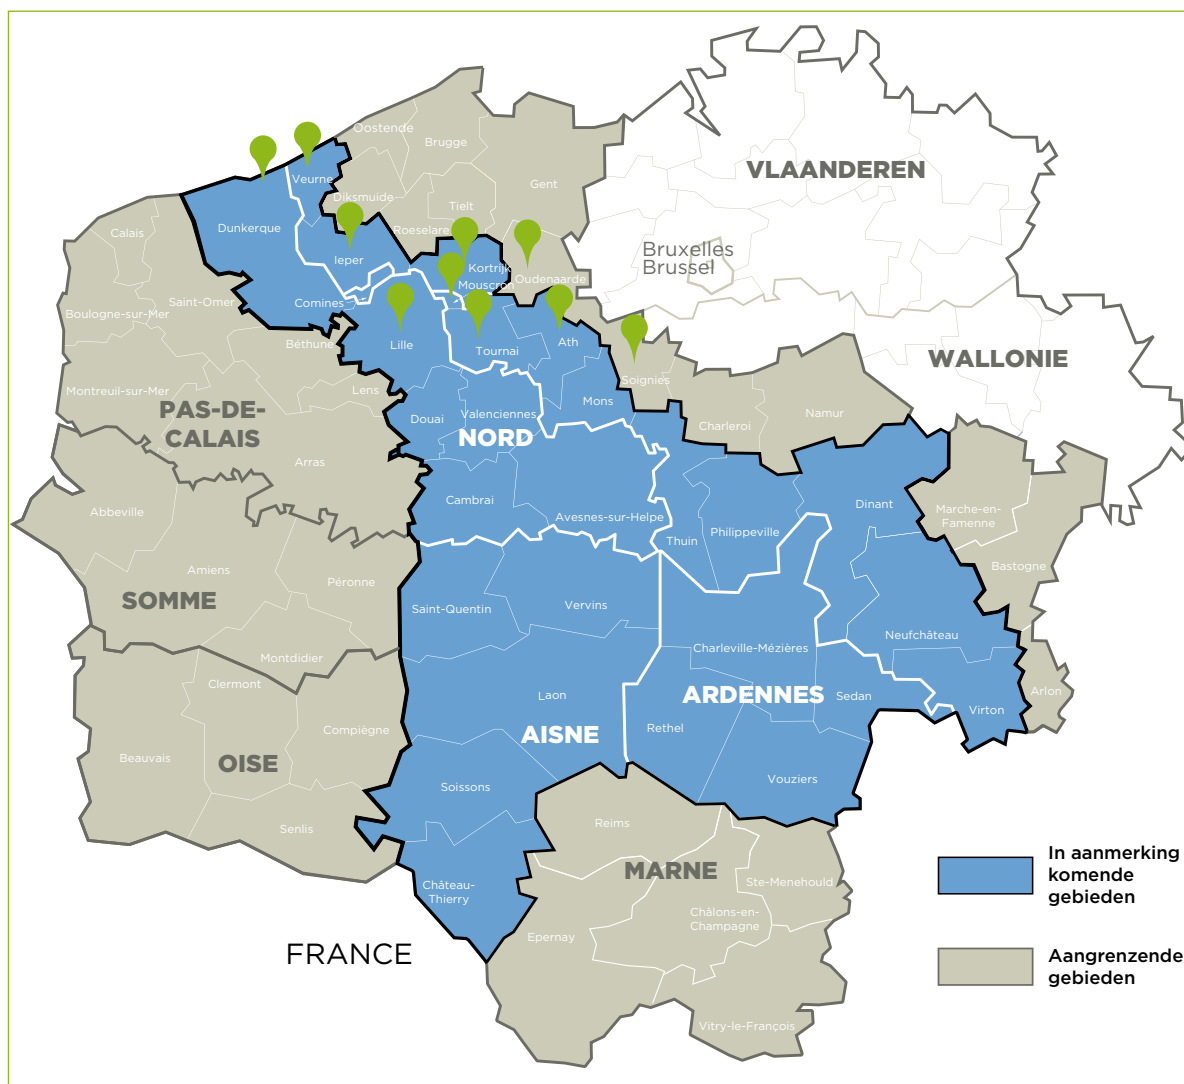 Oostende
Brugge
VLAANDEREN
Veurne
Gent
Diksmuide
Tielt
Calais
Dunkerque
Roeselare
Bruxelles
Brussel
Ieper
Kortrijk
Oudenaarde
Mouscron
Saint-Omer
Comines
Boulogne-sur-Mer
Béthune
Lille
Tournai
Ath
WALLONIE
Montreuil-sur-Mer
Lens
Soignies
PAS-DE-
CALAIS
Mons
Namur
Douai
Valenciennes
Charleroi
NORD
Arras
Abbeville
Cambrai
Avesnes-sur-Helpe
Dinant
Marche-en-
Famenne
Philippeville
Thuin
Bastogne
Amiens
Péronne
SOMME
Saint-Quentin
Vervins
Neufchâteau
Charleville-Mézières
Montdidier
Clermont
Laon
ARDENNES
Sedan
Arlon
Virton
Compiègne
Rethel
AISNE
Beauvais
OISE
Soissons
Vouziers
Senlis
Reims
MARNE
Château-
Thierry
Ste-Menehould
Châlons-en-
Champagne
Epernay
FRANCE
Vitry-le-François
In aanmerking
komende
gebieden
Aangrenzende
gebieden